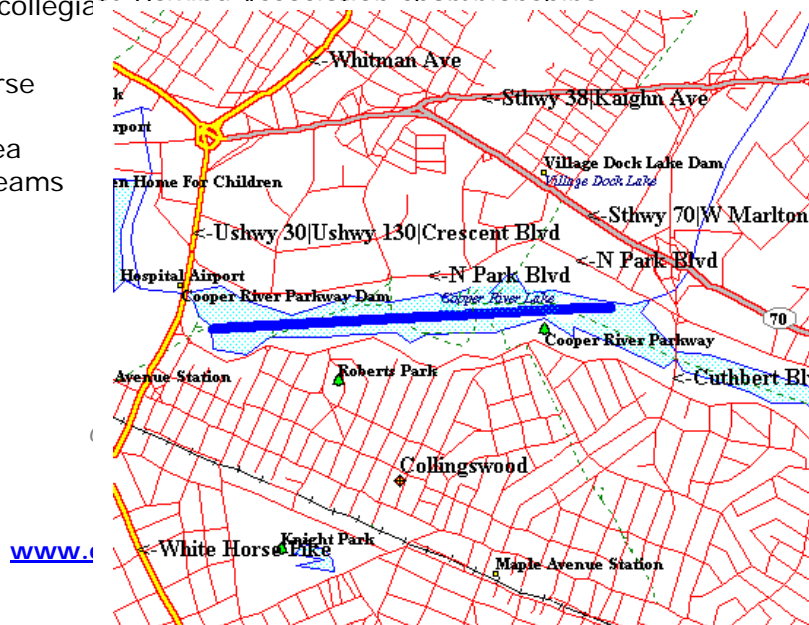 collegia
<-Whitman Ave
rse
k
<-Sthwy 38|Kaighn Ave
rport
ea
Village Dock Lake Dam
eams
en Home For Children
Village Dock Lake
<-Sthwy 70|W Marlton
<-Ushwy 30|Ushwy 130|Crescent Blvd
<-N Park Blvd
<-N Park Blvd
Hospital Airport
Cooper River Parkway Dam
Cooper River Lake
70
Cooper River Parkway
Roberts Park
Avenue Station
<-Cuthbert Bl
Collingswood
www.
Knight Park
<-White Horse Pike
Maple Avenue Station